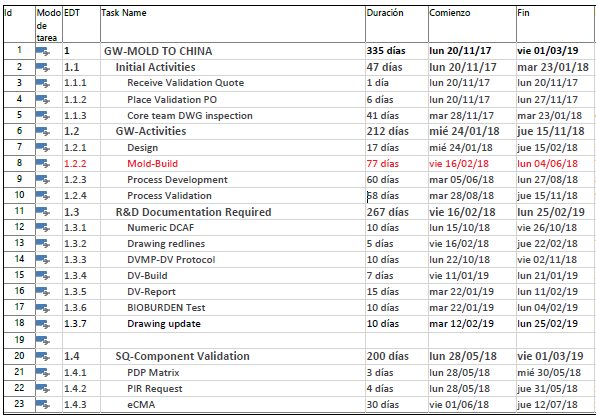 Id Modo de tarea EDT Task Name Duración Comienzo Fin
1 1 GW-MOLD TO CHINA 335 días lun 20/11/17 vie 01/03/19
2 1.1 Initial Activities 47 días lun 20/11/17 mar 23/01/18
3 1.1.1 Receive Validation Quote 1 día lun 20/11/17 lun 20/11/17
4 1.1.2 Place Validation PO 6 días lun 20/11/17 lun 27/11/17
5 1.1.3 Core team DWG inspection 41 días mar 28/11/17 mar 23/01/18
6 1.2 GW-Activities 212 días mié 24/01/18 jue 15/11/18
7 1.2.1 Design 17 días mié 24/01/18 jue 15/02/18
8 1.2.2 Mold-Build 77 días vie 16/02/18 lun 04/06/18
9 1.2.3 Process Development 60 días mar 05/06/18 lun 27/08/18
10 1.2.4 Process Validation 58 días mar 28/08/18 jue 15/11/18
11 1.3 R&D Documentation Required 267 días vie 16/02/18 lun 25/02/19
12 1.3.1 Numeric DCAF 10 días lun 15/10/18 vie 26/10/18
13 1.3.2 Drawing redlines 5 días vie 16/02/18 jue 22/02/18
14 1.3.3 DVMP-DV Protocol 10 días lun 22/10/18 vie 02/11/18
15 1.3.4 DV-Build 7 días vie 11/01/19 lun 21/01/19
16 1.3.5 DV-Report 15 días mar 22/01/19 lun 11/02/19
17 1.3.6 BIOBURDEN Test 10 días mar 22/01/19 lun 04/02/19
18 1.3.7 Drawing update 10 días mar 12/02/19 lun 25/02/19
19
20 1.4 SQ-Component Validation 200 días lun 28/05/18 vie 01/03/19
21 1.4.1 PDP Matrix 3 días lun 28/05/18 mié 30/05/18
22 1.4.2 PIR Request 4 días lun 28/05/18 jue 31/05/18
23 1.4.3 eCMA 30 días vie 01/06/18 jue 12/07/18